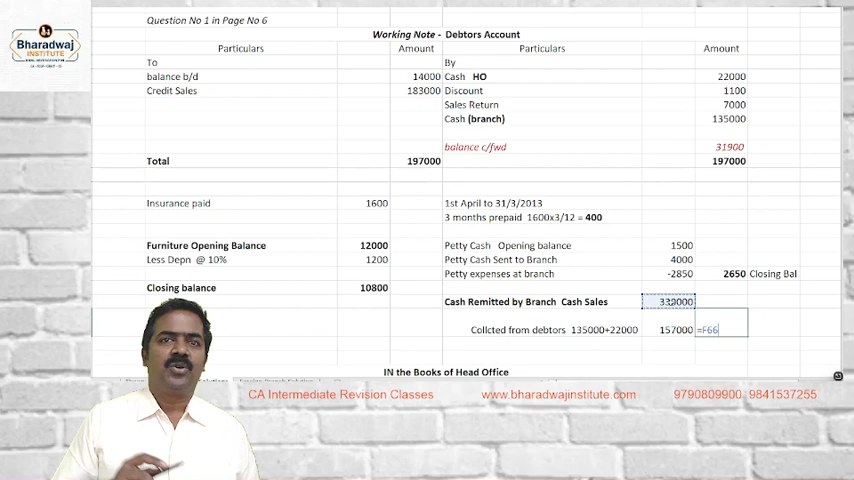 Question No 1 in Page No 6
Bharadwaj
INSTITUTE
Working Note - Debtors Account
Particulars Amount Particulars Amount
To By
balance b/d 14000 Cash HO 22000
Credit Sales 183000 Discount 1100
Sales Return 7000
Cash (branch) 135000
balance c/fwd 31900
Total 197000 197000
Insurance paid 1600 1st April to 31/3/2013
3 months prepaid 1600x3/12 = 400
Furniture Opening Balance 12000 Petty Cash Opening balance 1500
Less Depn @ 10% 1200 Petty Cash Sent to Branch 4000
Petty expenses at branch -2850 2650 Closing Bal
Closing balance 10800
Cash Remitted by Branch Cash Sales
Collcted from debtors 135000+22000 157000 =F66
IN the Books of Head Office
CA Intermediate Revision Classes www.bharadwajinstitute.com 9790809900 9841537255